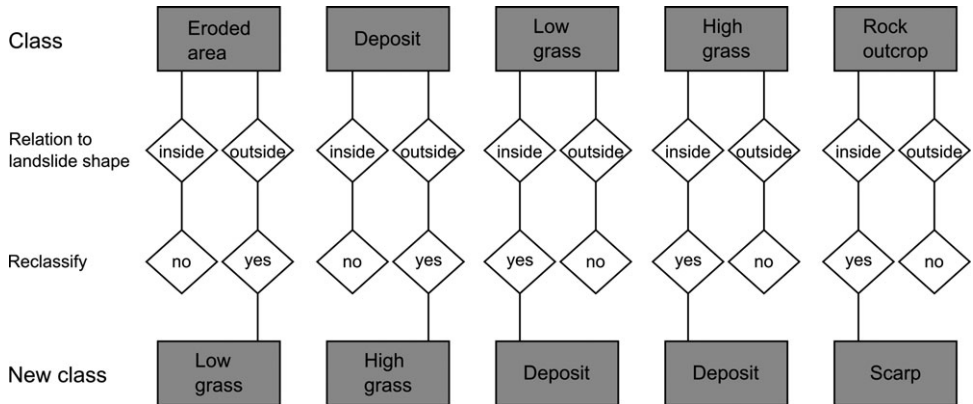 Class
Eroded
area
Deposit
Low
grass
High
grass
Rock
outcrop
Relation to
landslide shape
inside outside inside outside inside outside inside outside inside outside
Reclassify
no yes no yes yes no yes no yes no
New class
Low
grass
High
grass
Deposit
Deposit
Scarp